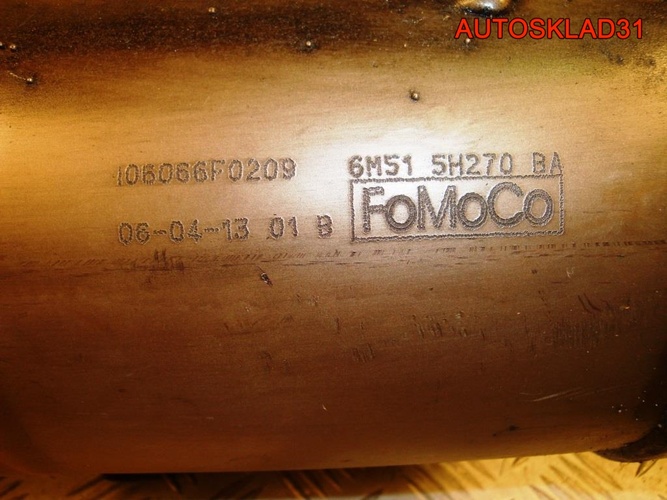 AUTOSKLAD31
106066F0209 6M51 5H270 BA
FoMoCo
06-04-13 01 B